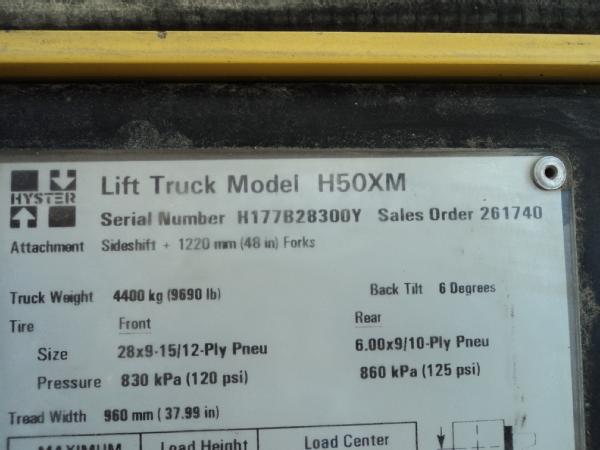 HYSTER Lift Truck Model H50XM
Serial Number H177B28300Y Sales Order 261740
Attachment Sideshift + 1220 mm (48 in) Forks
Truck Weight 4400 kg (9690 lb) Back Tilt 6 Degrees
Tire Front Rear
Size 28x9-15/12-Ply Pneu 6.00x9/10-Ply Pneu
Pressure 830 kPa (120 psi) 860 kPa (125 psi)
Tread Width 960 mm (37.99 in)
MAXIMUM Load Height Load Center